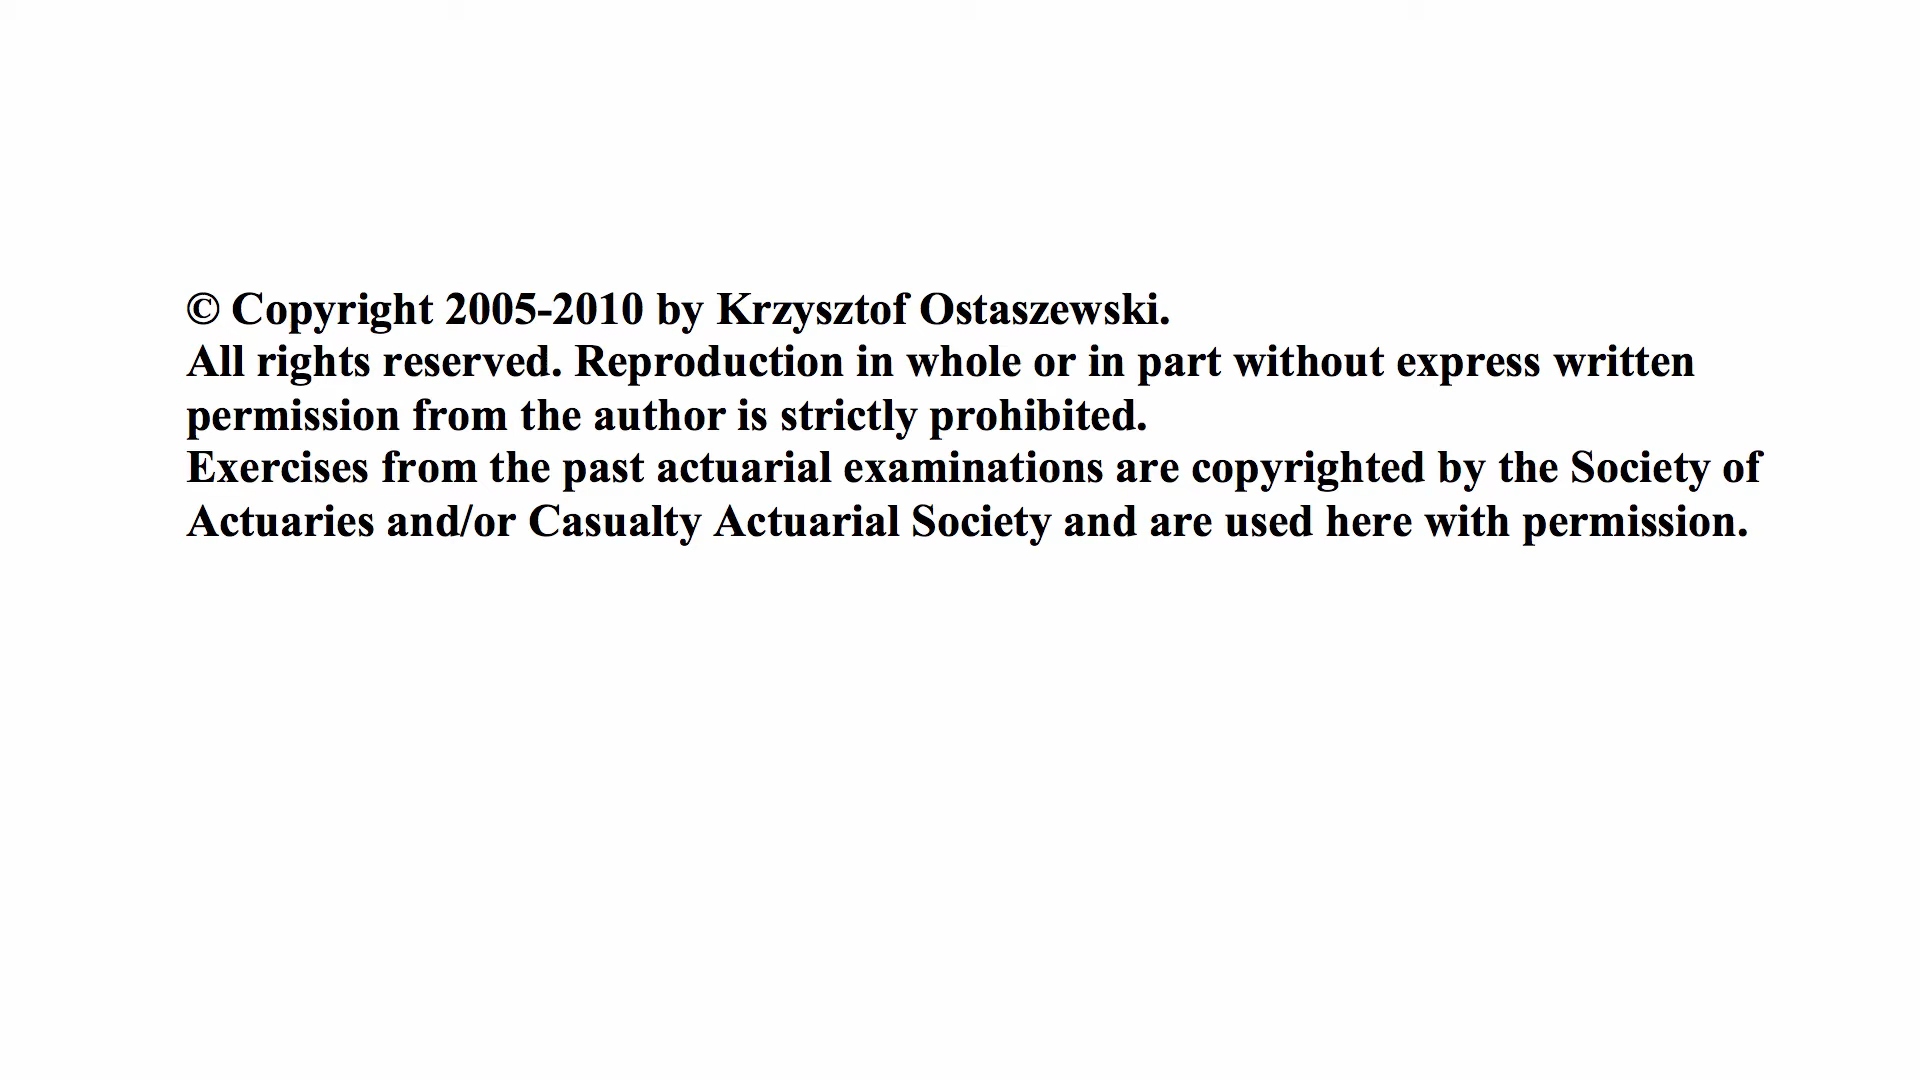 © Copyright 2005-2010 by Krzysztof Ostaszewski.
All rights reserved. Reproduction in whole or in part without express written
permission from the author is strictly prohibited.
Exercises from the past actuarial examinations are copyrighted by the Society of
Actuaries and/or Casualty Actuarial Society and are used here with permission.